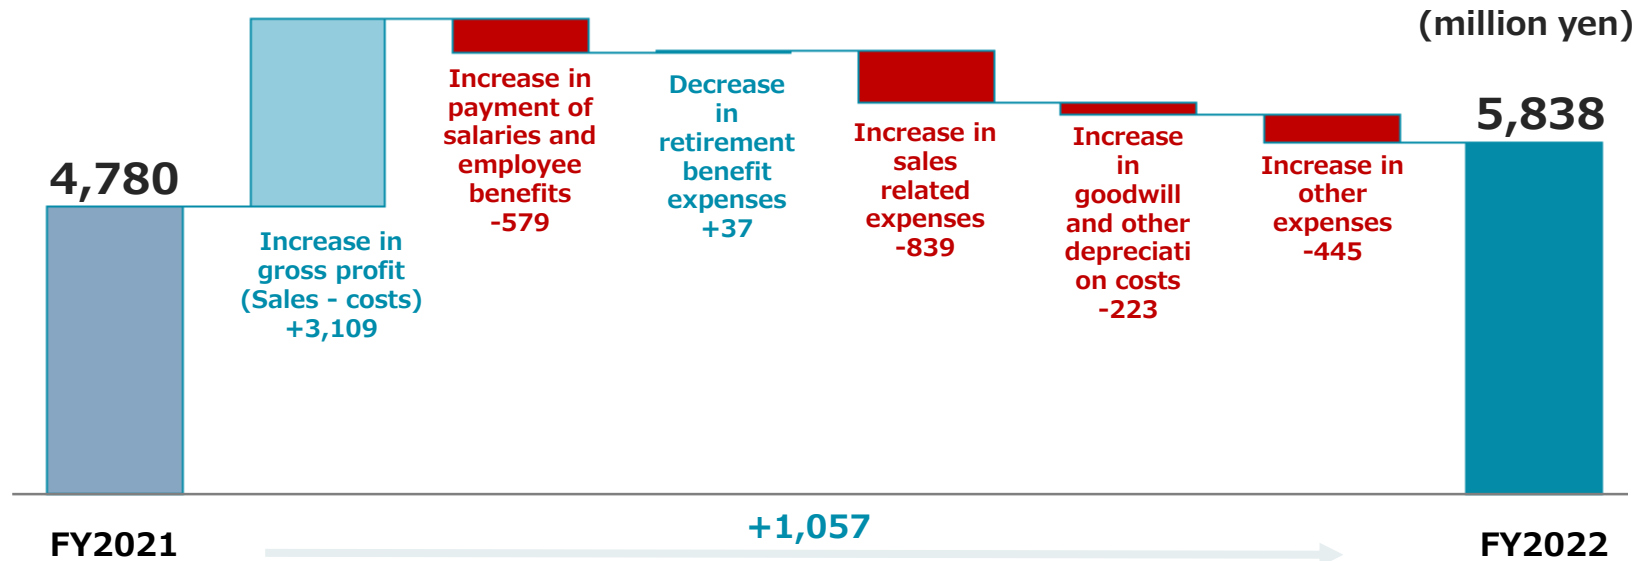 (million yen)
4,780
Increase in
gross profit
(Sales - costs)
+3,109
Increase in
payment of
salaries and
employee
benefits
-579
Decrease
in
retirement
benefit
expenses
+37
Increase in
sales
related
expenses
-839
Increase
in
goodwill
and other
depreciati
on costs
-223
Increase in
other
expenses
-445
5,838
FY2021
+1,057
FY2022